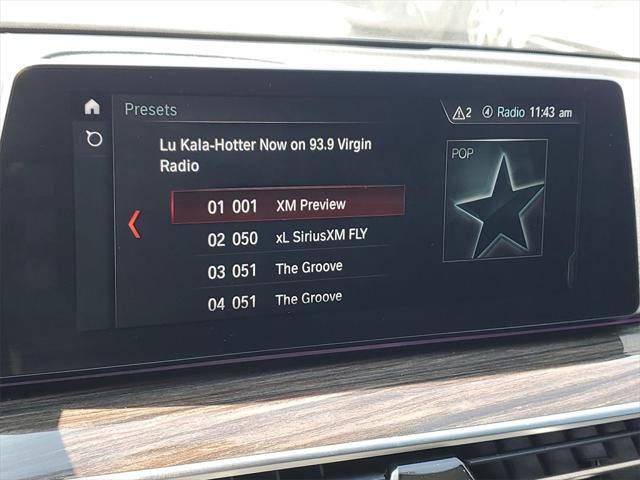 Presets
2 4 Radio 11:43 am
Lu Kala-Hotter Now on 93.9 Virgin
Radio
POP
01 001 XM Preview
02 050 xL SiriusXM FLY
03 051 The Groove
04 051 The Groove